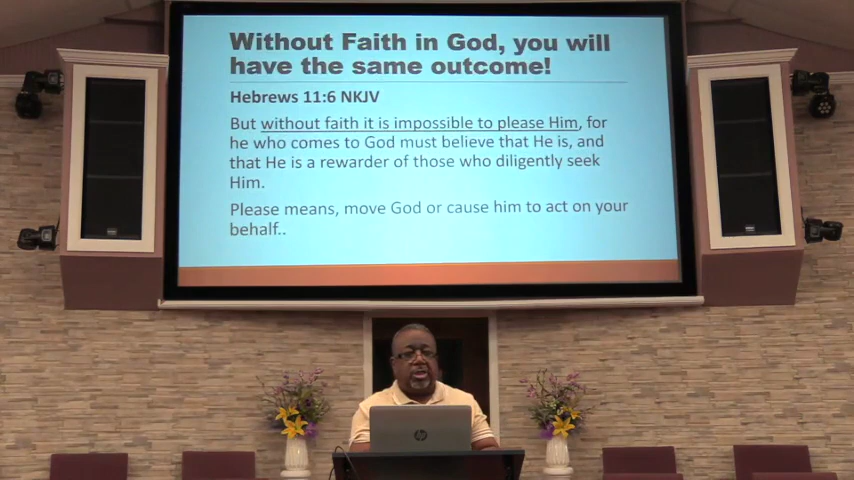 Without Faith in God, you will
have the same outcome!
Hebrews 11:6 NKJV
But without faith it is impossible to please Him, for
he who comes to God must believe that He is, and
that He is a rewarder of those who diligently seek
Him.
Please means, move God or cause him to act on your
behalf..
hp